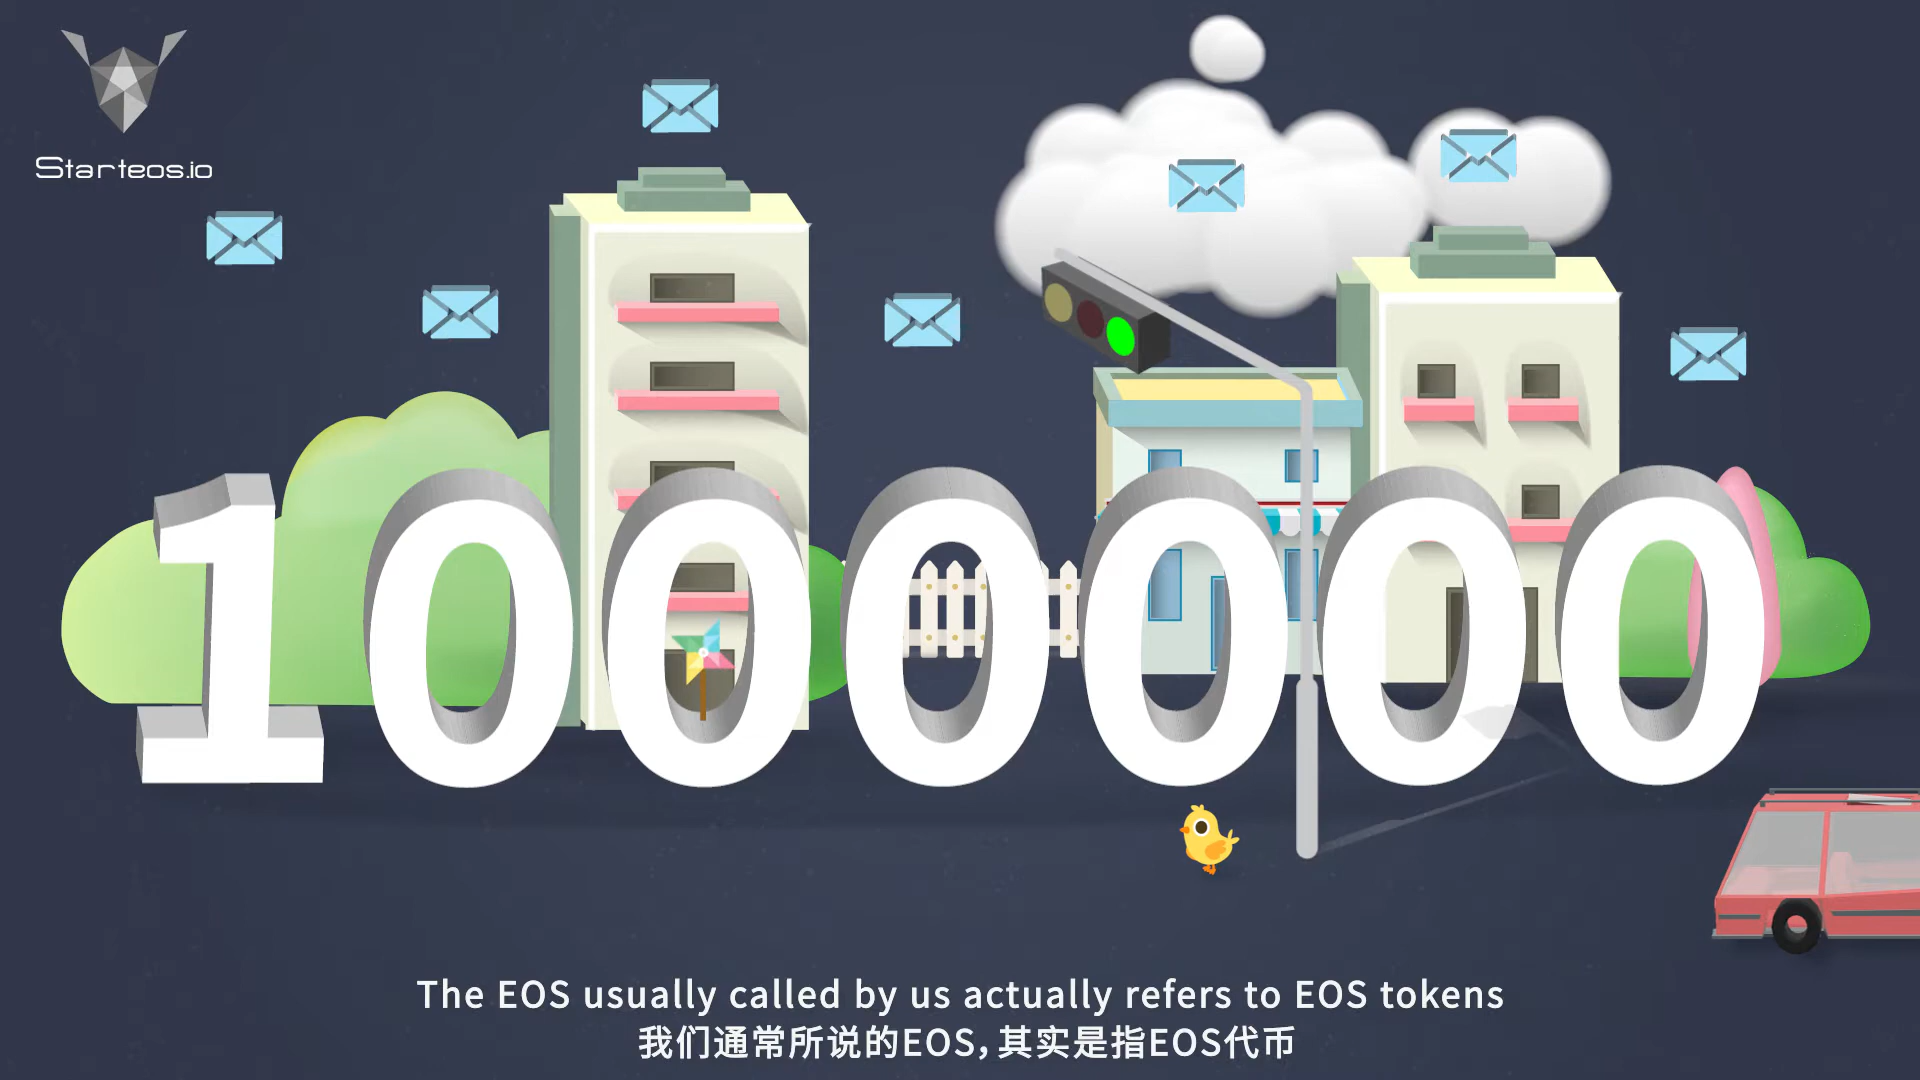 Starteos.io
1000000
The EOS usually called by us actually refers to EOS tokens
我们通常所说的EOS，其实是指EOS代币